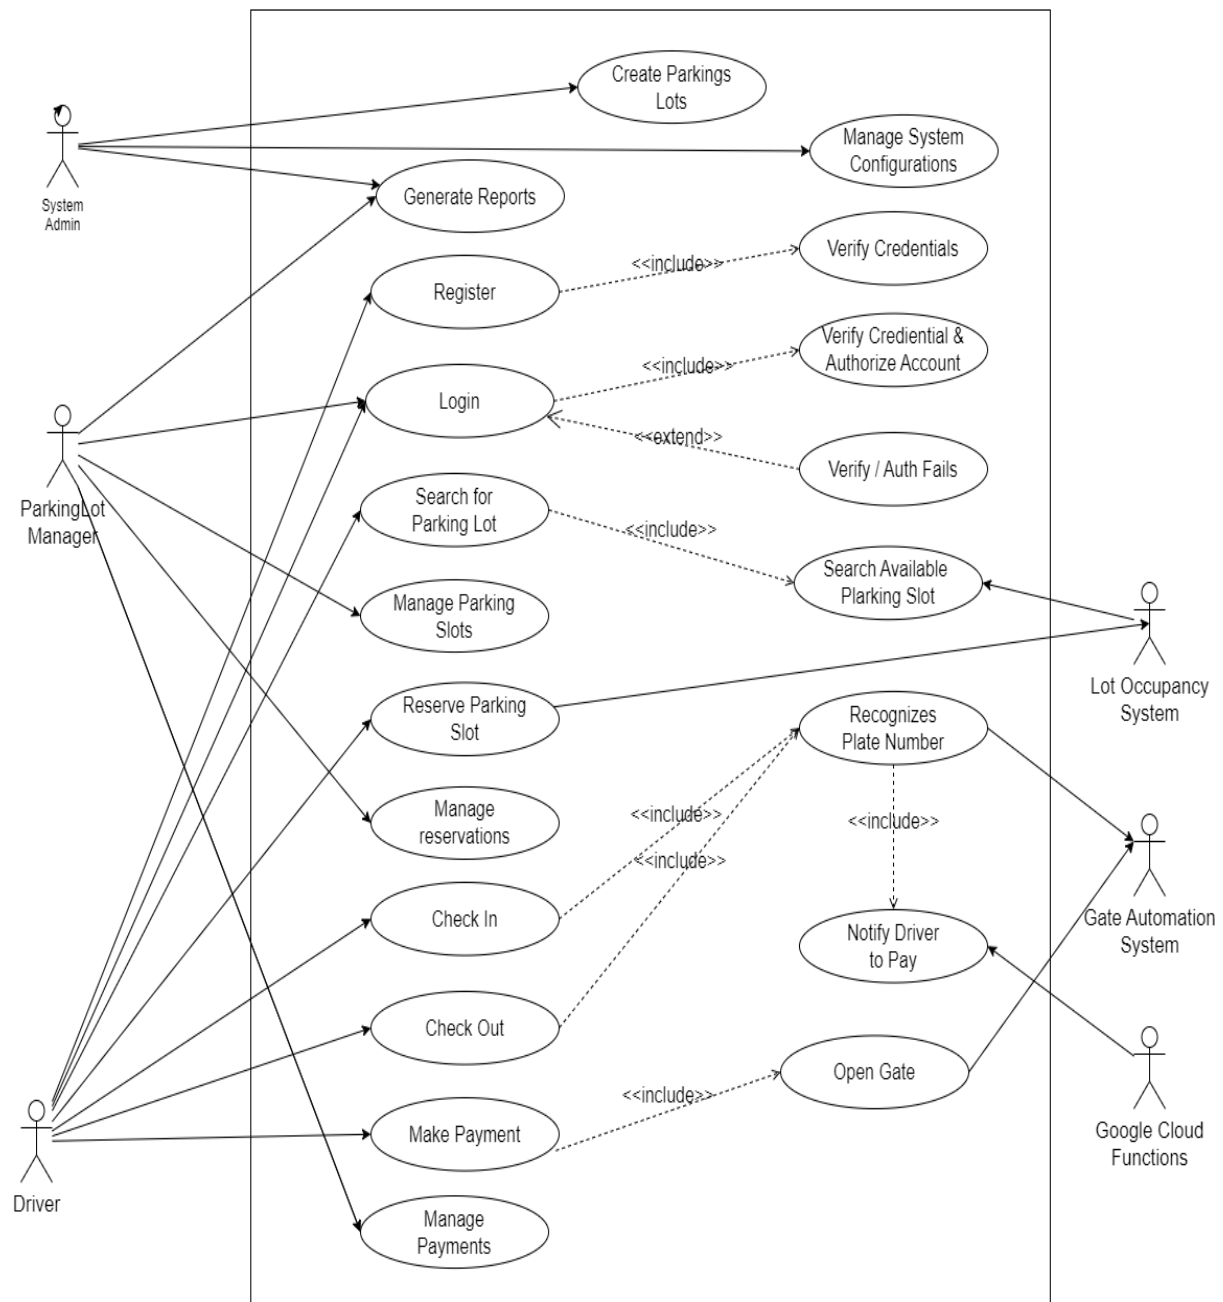 Create Parkings
Lots
Manage System
Configurations
System
Admin
Generate Reports
Verify Credentials
<<include>>
Register
Verify Crediential &
Authorize Account
<<include>>
Login
<<extend>>
Verify / Auth Fails
ParkingLot
Manager
Search for
Parking Lot
<<include>>
Search Available
Plarking Slot
Manage Parking
Slots
Lot Occupancy
System
Reserve Parking
Slot
Recognizes
Plate Number
Manage
reservations
<<include>>
<<include>>
<<include>>
Check In
Gate Automation
System
Notify Driver
to Pay
Check Out
Open Gate
<<include>>
Make Payment
Google Cloud
Functions
Driver
Manage
Payments